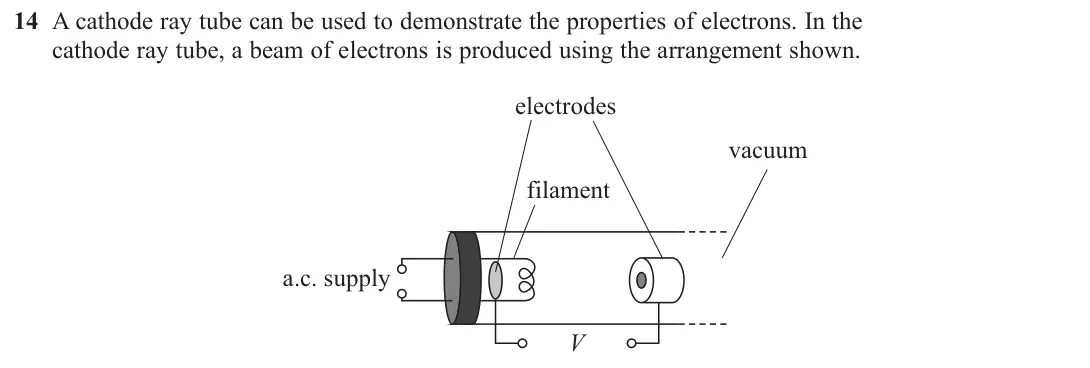 14 A cathode ray tube can be used to demonstrate the properties of electrons. In the
cathode ray tube, a beam of electrons is produced using the arrangement shown.
electrodes
vacuum
filament
a.c. supply
V